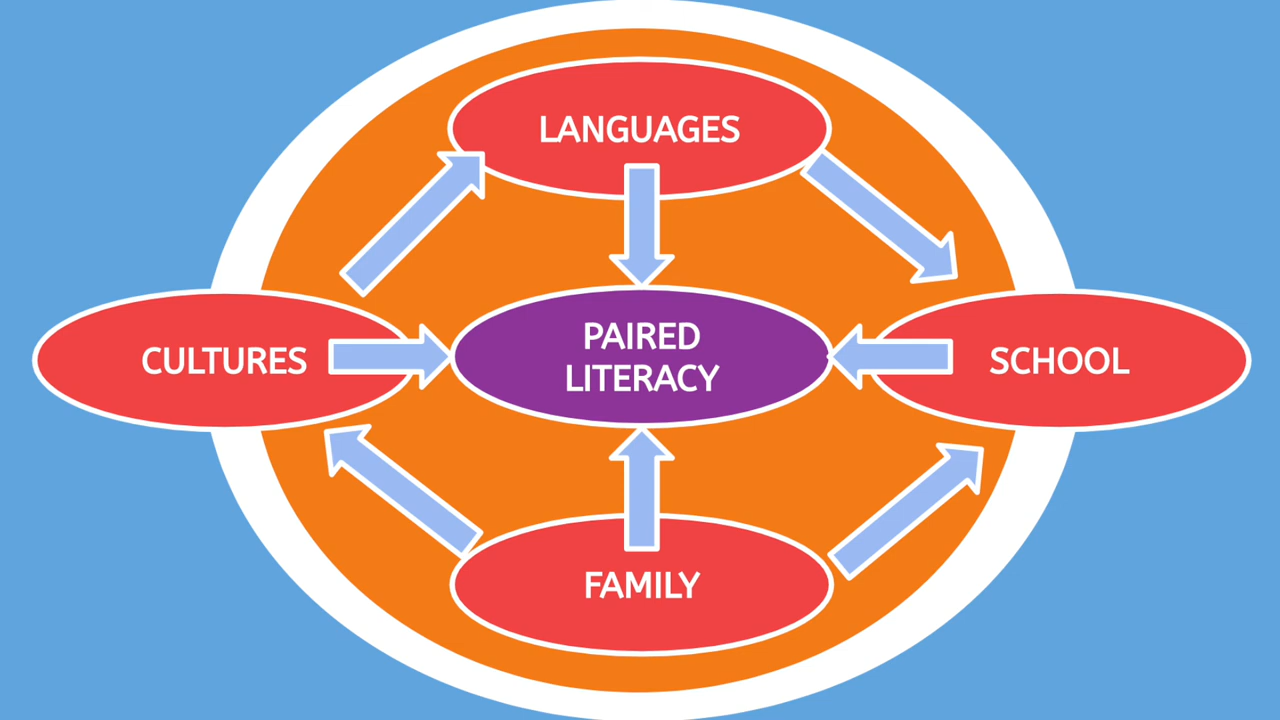 LANGUAGES
CULTURES
PAIRED
LITERACY
SCHOOL
FAMILY